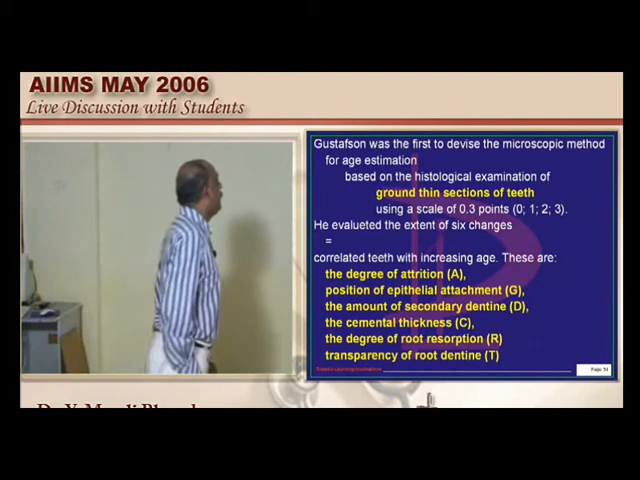 AIIMS MAY 2006
Live Discussion with Students
Gustafson was the first to devise the microscopic method
for age estimation
based on the histological examination of
ground thin sections of teeth
using a scale of 0.3 points (0; 1; 2; 3).
He evalueted the extent of six changes
=
correlated teeth with increasing age. These are:
the degree of attrition (A),
position of epithelial attachment (G),
the amount of secondary dentine (D),
the cemental thickness (C),
the degree of root resorption (R)
transparency of root dentine (T)